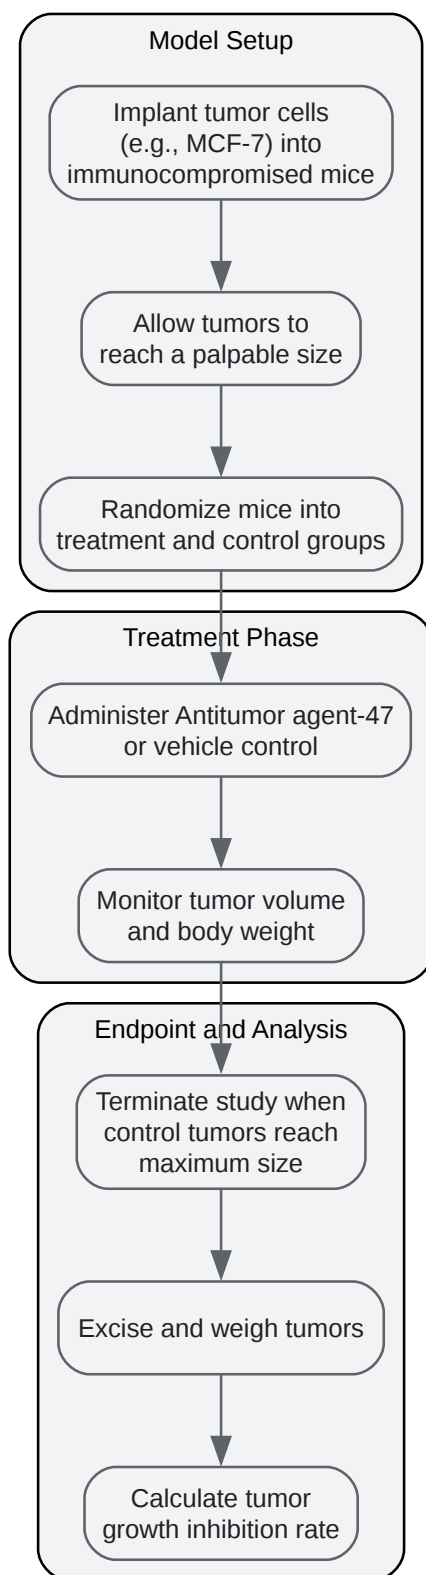 Model Setup
Implant tumor cells
(e.g., MCF-7) into
immunocompromised mice
Allow tumors to
reach a palpable size
Randomize mice into
treatment and control groups
Treatment Phase
Administer Antitumor agent-47
or vehicle control
Monitor tumor volume
and body weight
Endpoint and Analysis
Terminate study when
control tumors reach
maximum size
Excise and weigh tumors
Calculate tumor
growth inhibition rate